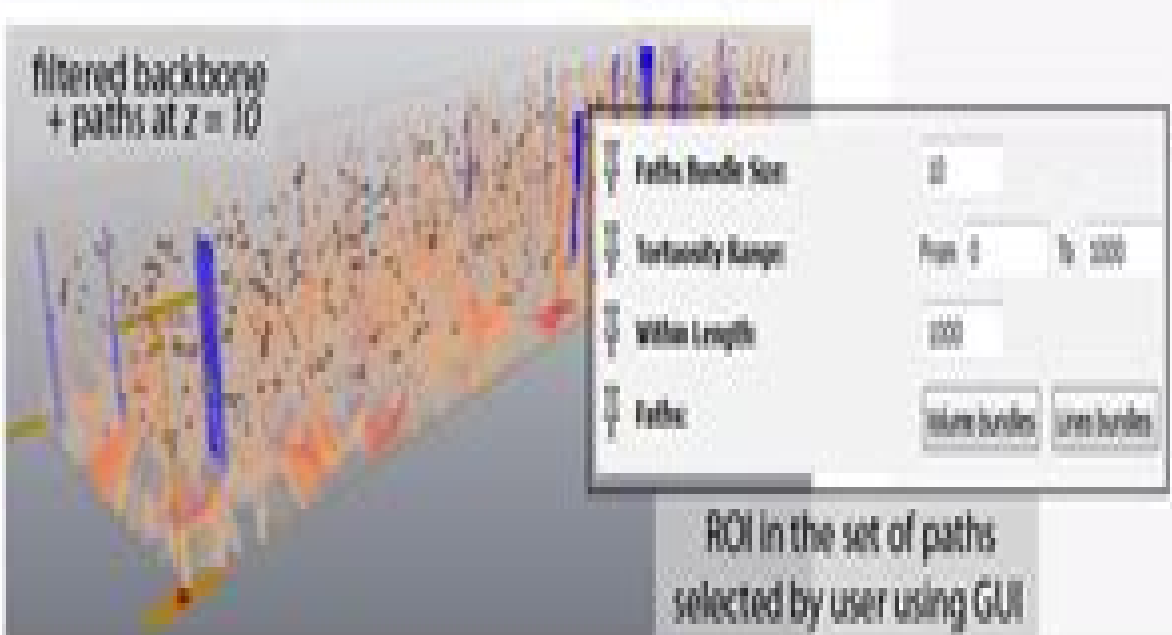 filtered backbone
+ paths at z = 10
Paths Bundle Size:
10
Tortuosity Range:
From 0 To 1000
Within Length:
1000
Paths:
Volume bundles Lines bundles
ROI in the set of paths
selected by user using GUI